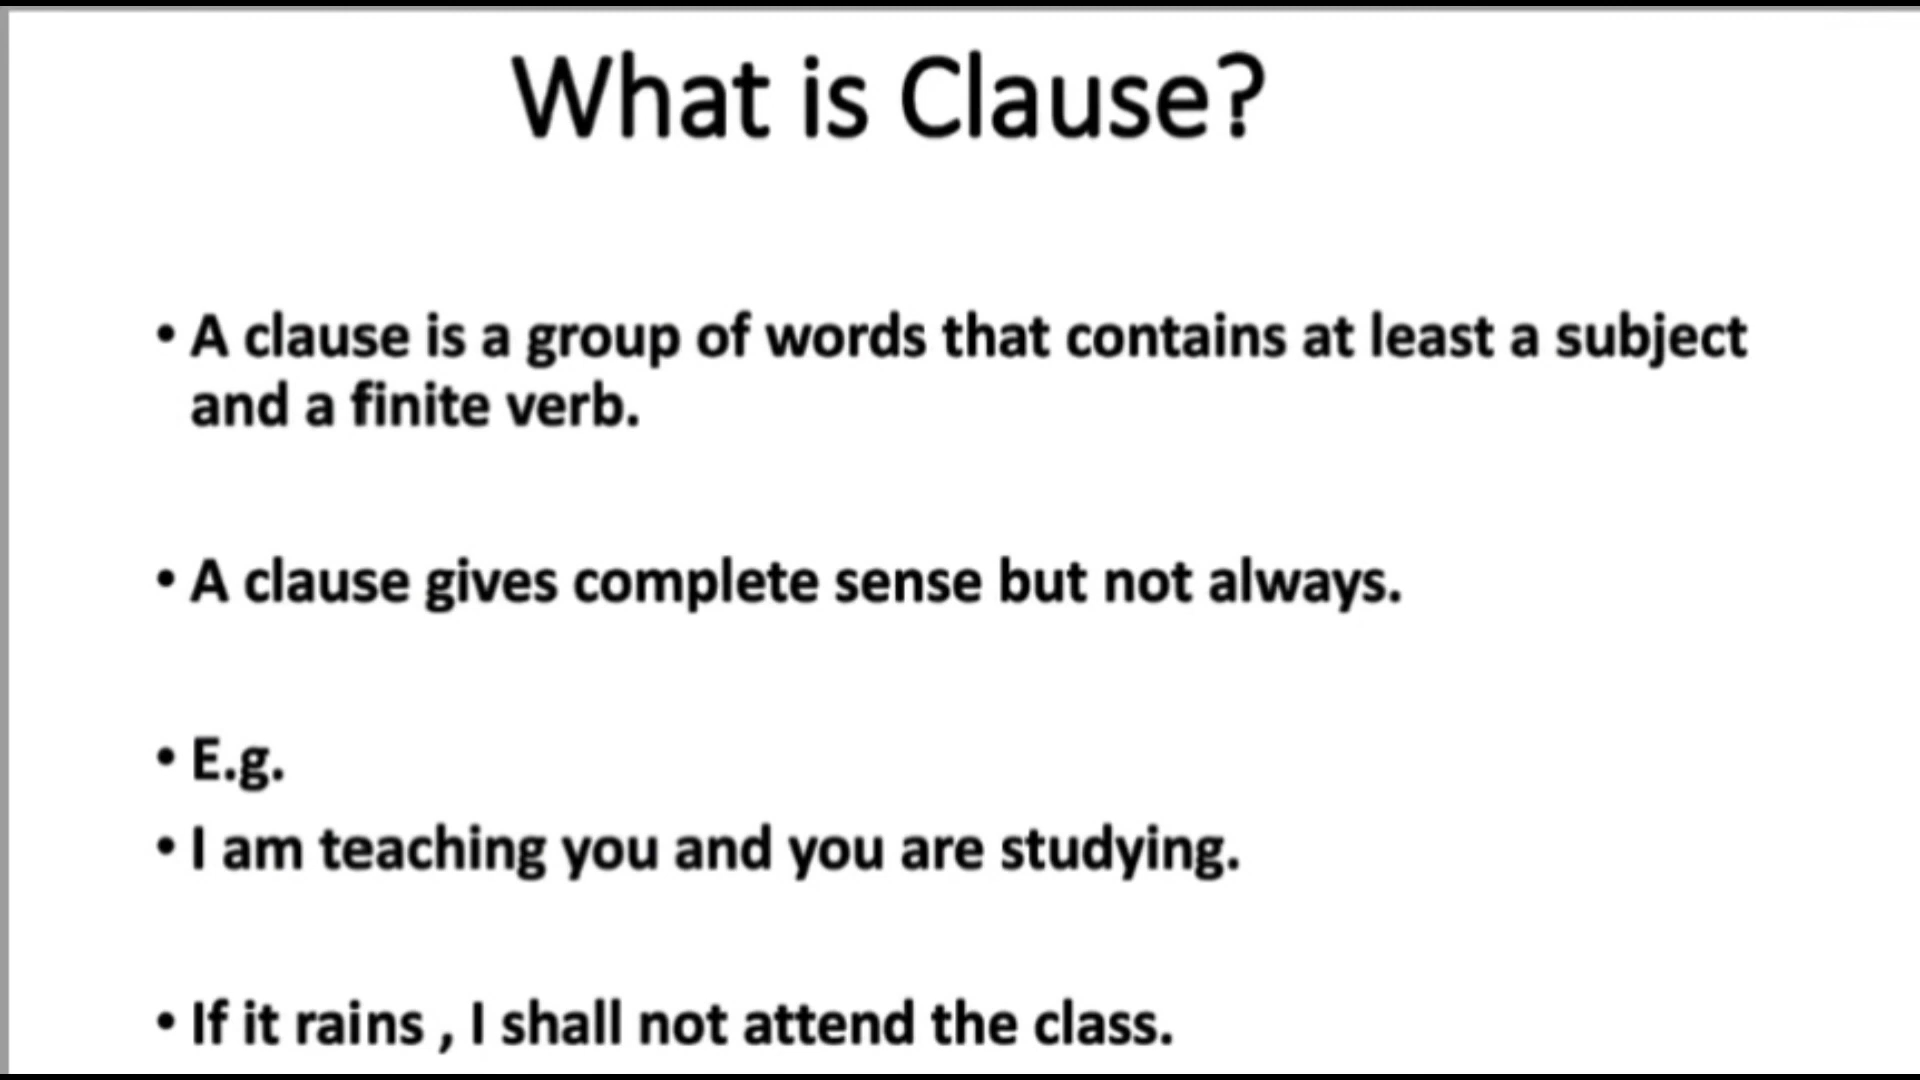 What is Clause?
• A clause is a group of words that contains at least a subject
and a finite verb.
• A clause gives complete sense but not always.
• E.g.
• I am teaching you and you are studying.
• If it rains , I shall not attend the class.